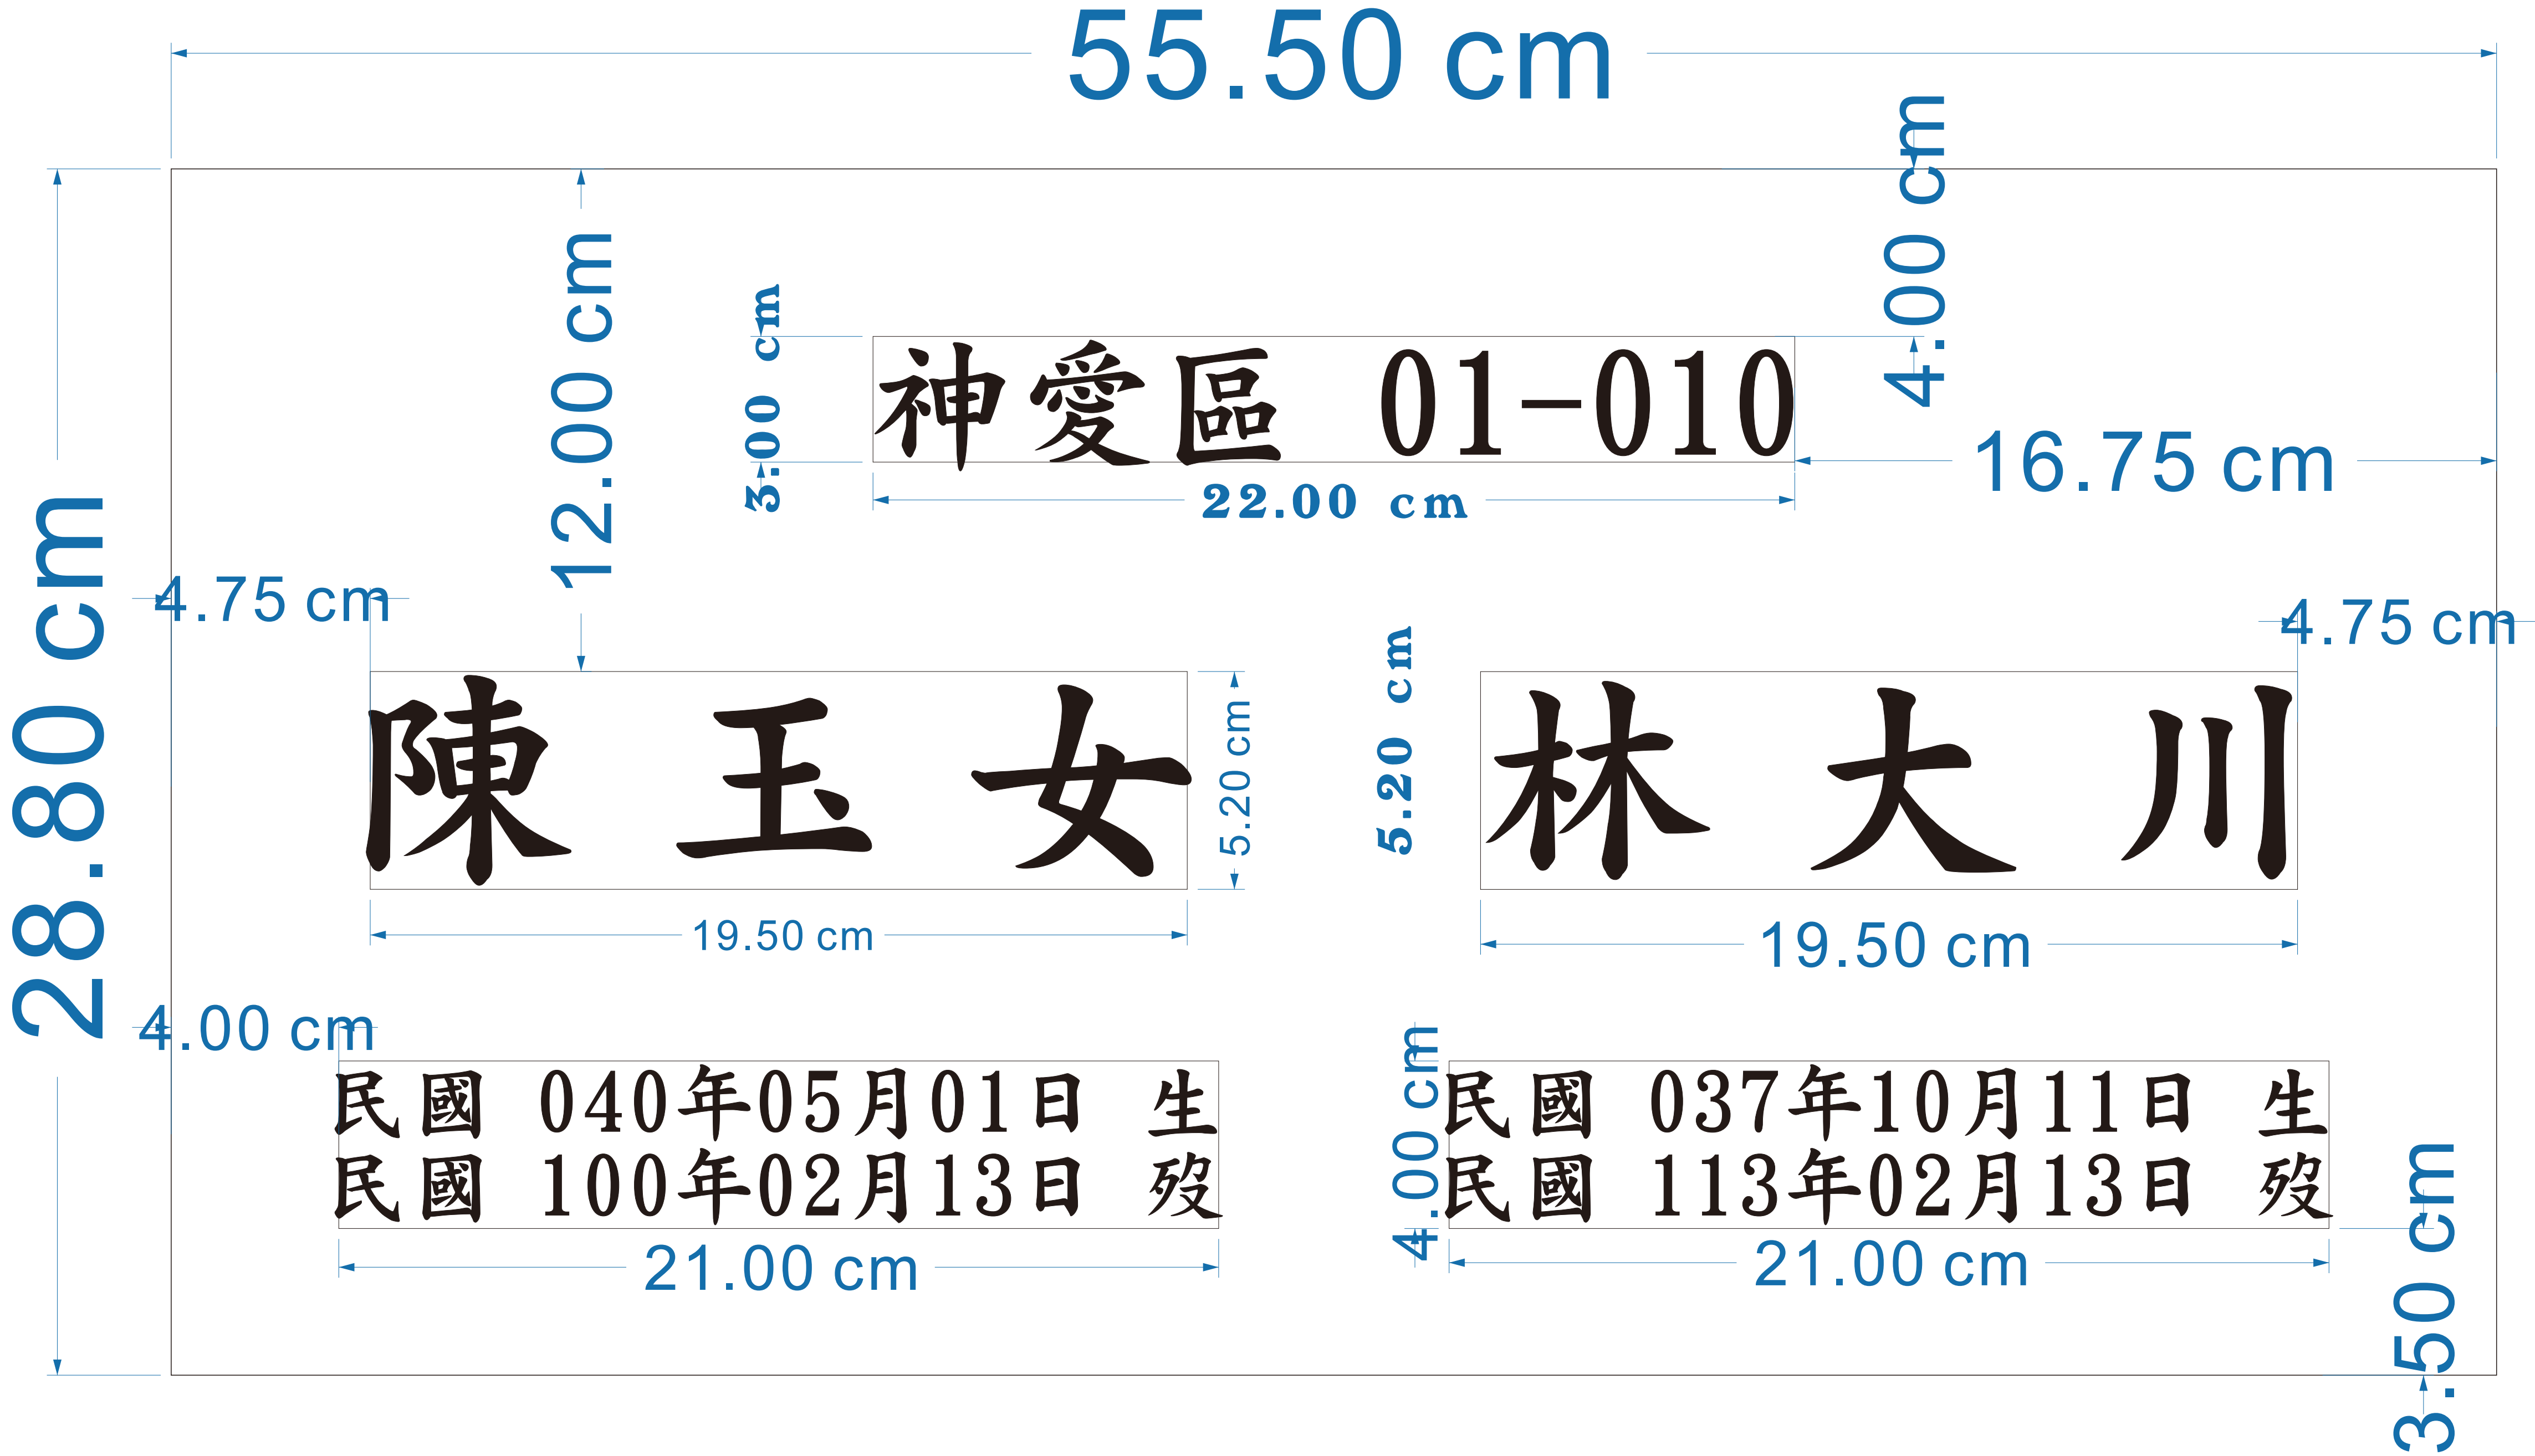 55.50 cm
28.80 cm
12.00 cm
3.00 cm
4.00 cm
神愛區 01-010
22.00 cm
16.75 cm
4.75 cm
4.75 cm
陳玉女
5.20 cm
5.20 cm
林大川
19.50 cm
19.50 cm
4.00 cm
4.00 cm
民國 040年05月01日 生
民國 100年02月13日 歿
民國 037年10月11日 生
民國 113年02月13日 歿
21.00 cm
21.00 cm
3.50 cm